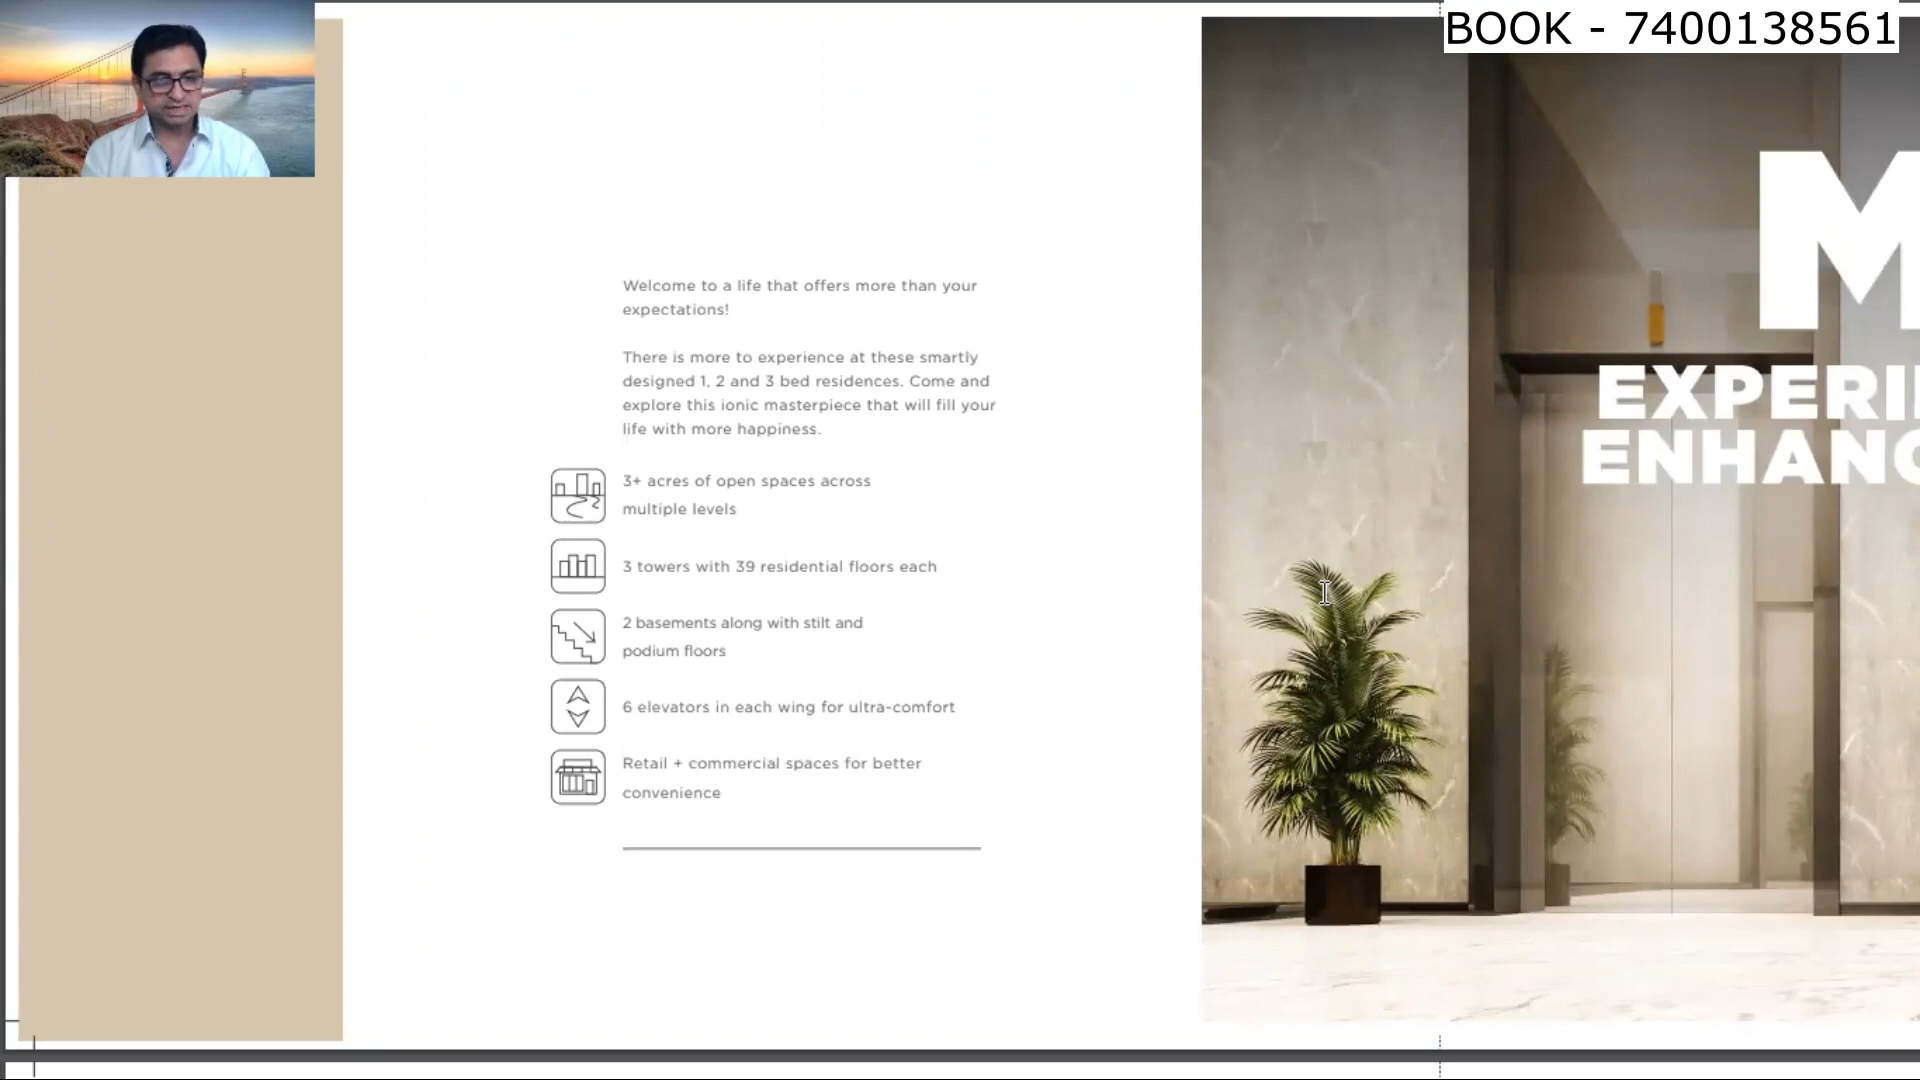 BOOK - 7400138561
Welcome to a life that offers more than your
expectations!
There is more to experience at these smartly
designed 1, 2 and 3 bed residences. Come and
explore this ionic masterpiece that will fill your
life with more happiness.
3+ acres of open spaces across
multiple levels
3 towers with 39 residential floors each
2 basements along with stilt and
podium floors
6 elevators in each wing for ultra-comfort
Retail + commercial spaces for better
convenience
M
EXPERI
ENHANC